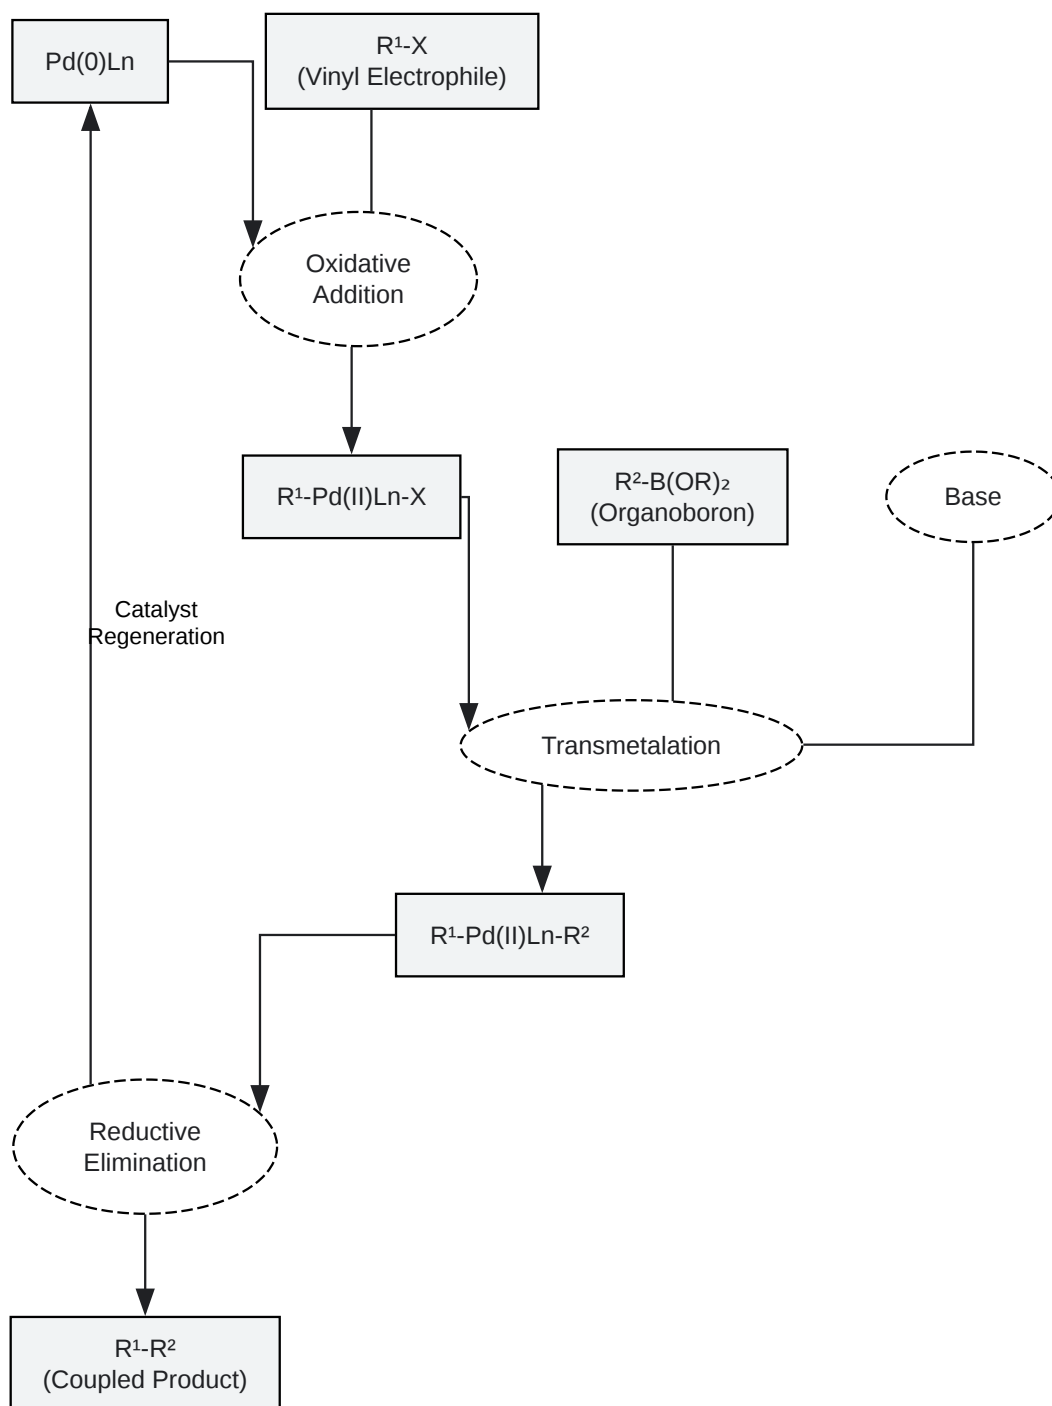 Pd(0)Ln
R¹-X
(Vinyl Electrophile)
Oxidative
Addition
R¹-Pd(II)Ln-X
R²-B(OR)₂
(Organoboron)
Base
Catalyst
Regeneration
Transmetalation
R¹-Pd(II)Ln-R²
Reductive
Elimination
R¹-R²
(Coupled Product)